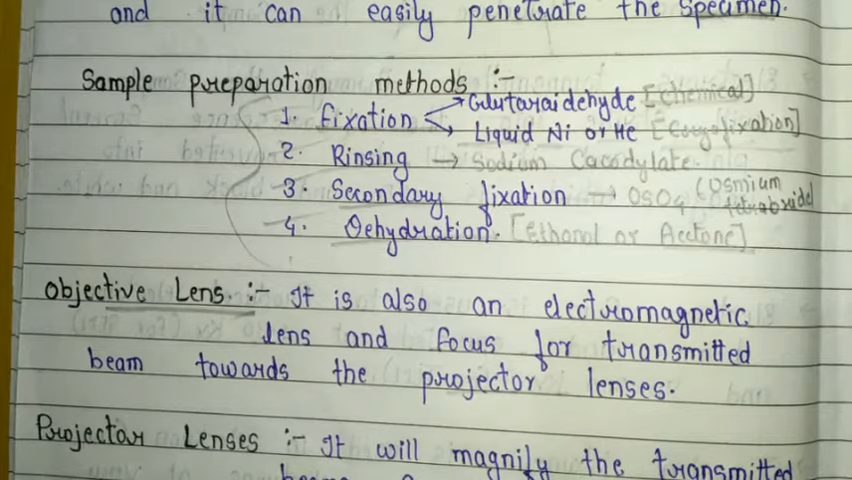 and it can easily penetrate the specimen.
Sample preparation methods :-
1. Fixation → Glutaraldehyde [Chemical]
→ Liquid Ni or He [Cryofixation]
2. Rinsing → Sodium Cacodylate.
3. Secondary fixation → OSO4 (Osmium tetraoxide)
4. Dehydration. [Ethanol or Acetone]
Objective Lens :- It is also an electromagnetic
lens and focus for transmitted
beam towards the projector lenses.
Projector Lenses :- It will magnify the transmitted